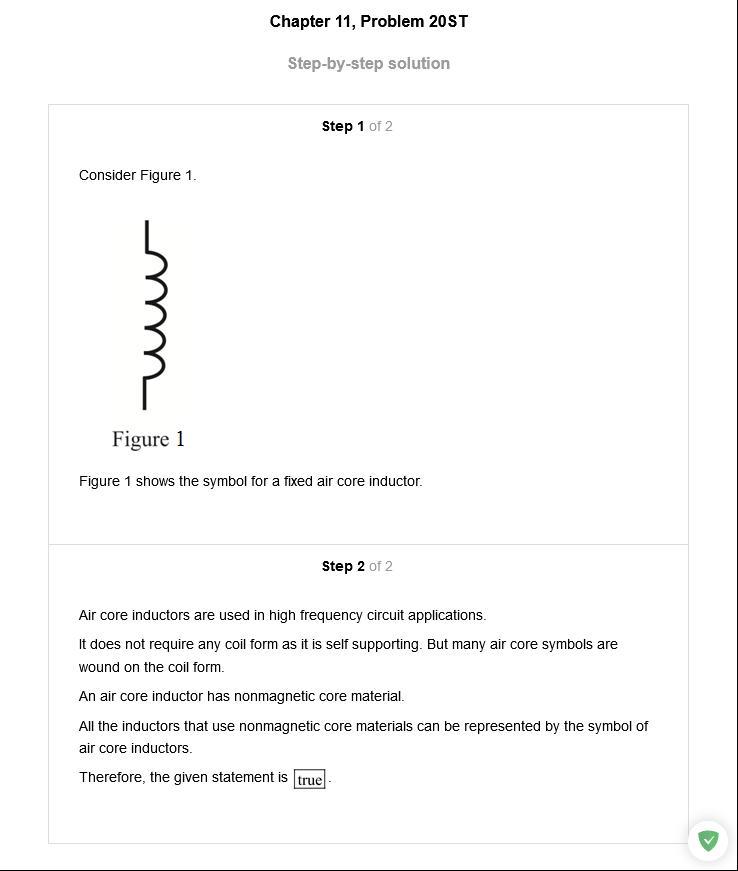 Chapter 11, Problem 20ST
Step-by-step solution
Step 1 of 2
Consider Figure 1.
Figure 1
Figure 1 shows the symbol for a fixed air core inductor.
Step 2 of 2
Air core inductors are used in high frequency circuit applications.
It does not require any coil form as it is self supporting. But many air core symbols are
wound on the coil form.
An air core inductor has nonmagnetic core material.
All the inductors that use nonmagnetic core materials can be represented by the symbol of
air core inductors.
Therefore, the given statement is true.